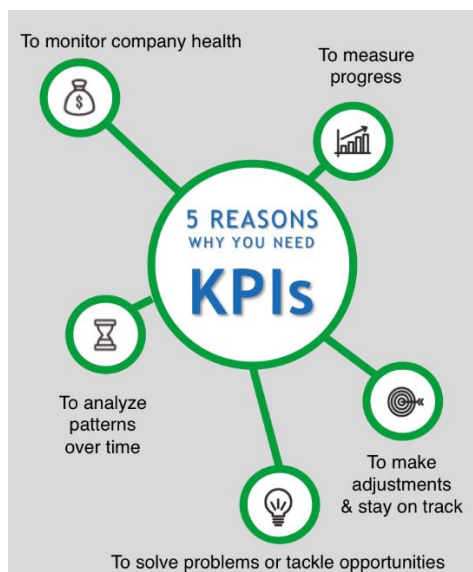 To monitor company health
To measure
progress
5 REASONS
WHY YOU NEED
KPIs
$
To analyze
patterns
over time
To make
adjustments
& stay on track
To solve problems or tackle opportunities